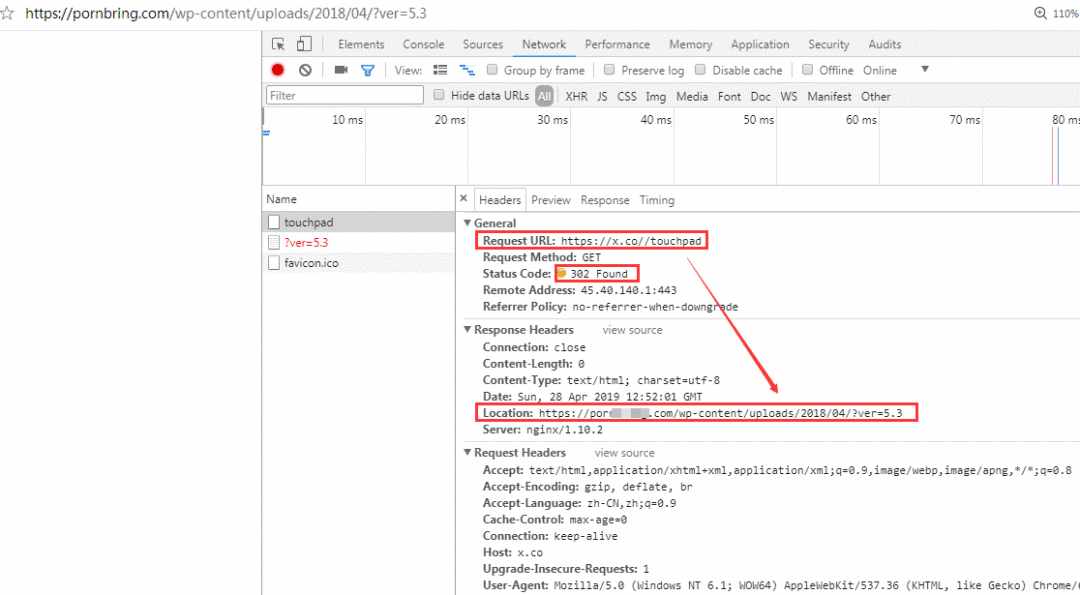 https://pornbring.com/wp-content/uploads/2018/04/?ver=5.3 110%
Elements Console Sources Network Performance Memory Application Security Audits
View: Group by frame Preserve log Disable cache Offline Online
Filter Hide data URLs All XHR JS CSS Img Media Font Doc WS Manifest Other
10 ms 20 ms 30 ms 40 ms 50 ms 60 ms 70 ms 80 ms
Name × Headers Preview Response Timing
touchpad
?ver=5.3
favicon.ico
General
Request URL: https://x.co//touchpad
Request Method: GET
Status Code: 302 Found
Remote Address: 45.40.140.1:443
Referrer Policy: no-referrer-when-downgrade
Response Headers view source
Connection: close
Content-Length: 0
Content-Type: text/html; charset=utf-8
Date: Sun, 28 Apr 2019 12:52:01 GMT
Location: https://por .com/wp-content/uploads/2018/04/?ver=5.3
Server: nginx/1.10.2
Request Headers view source
Accept: text/html,application/xhtml+xml,application/xml;q=0.9,image/webp,image/apng,*/*;q=0.8
Accept-Encoding: gzip, deflate, br
Accept-Language: zh-CN,zh;q=0.9
Cache-Control: max-age=0
Connection: keep-alive
Host: x.co
Upgrade-Insecure-Requests: 1
User-Agent: Mozilla/5.0 (Windows NT 6.1; WOW64) AppleWebKit/537.36 (KHTML, like Gecko) Chrome/